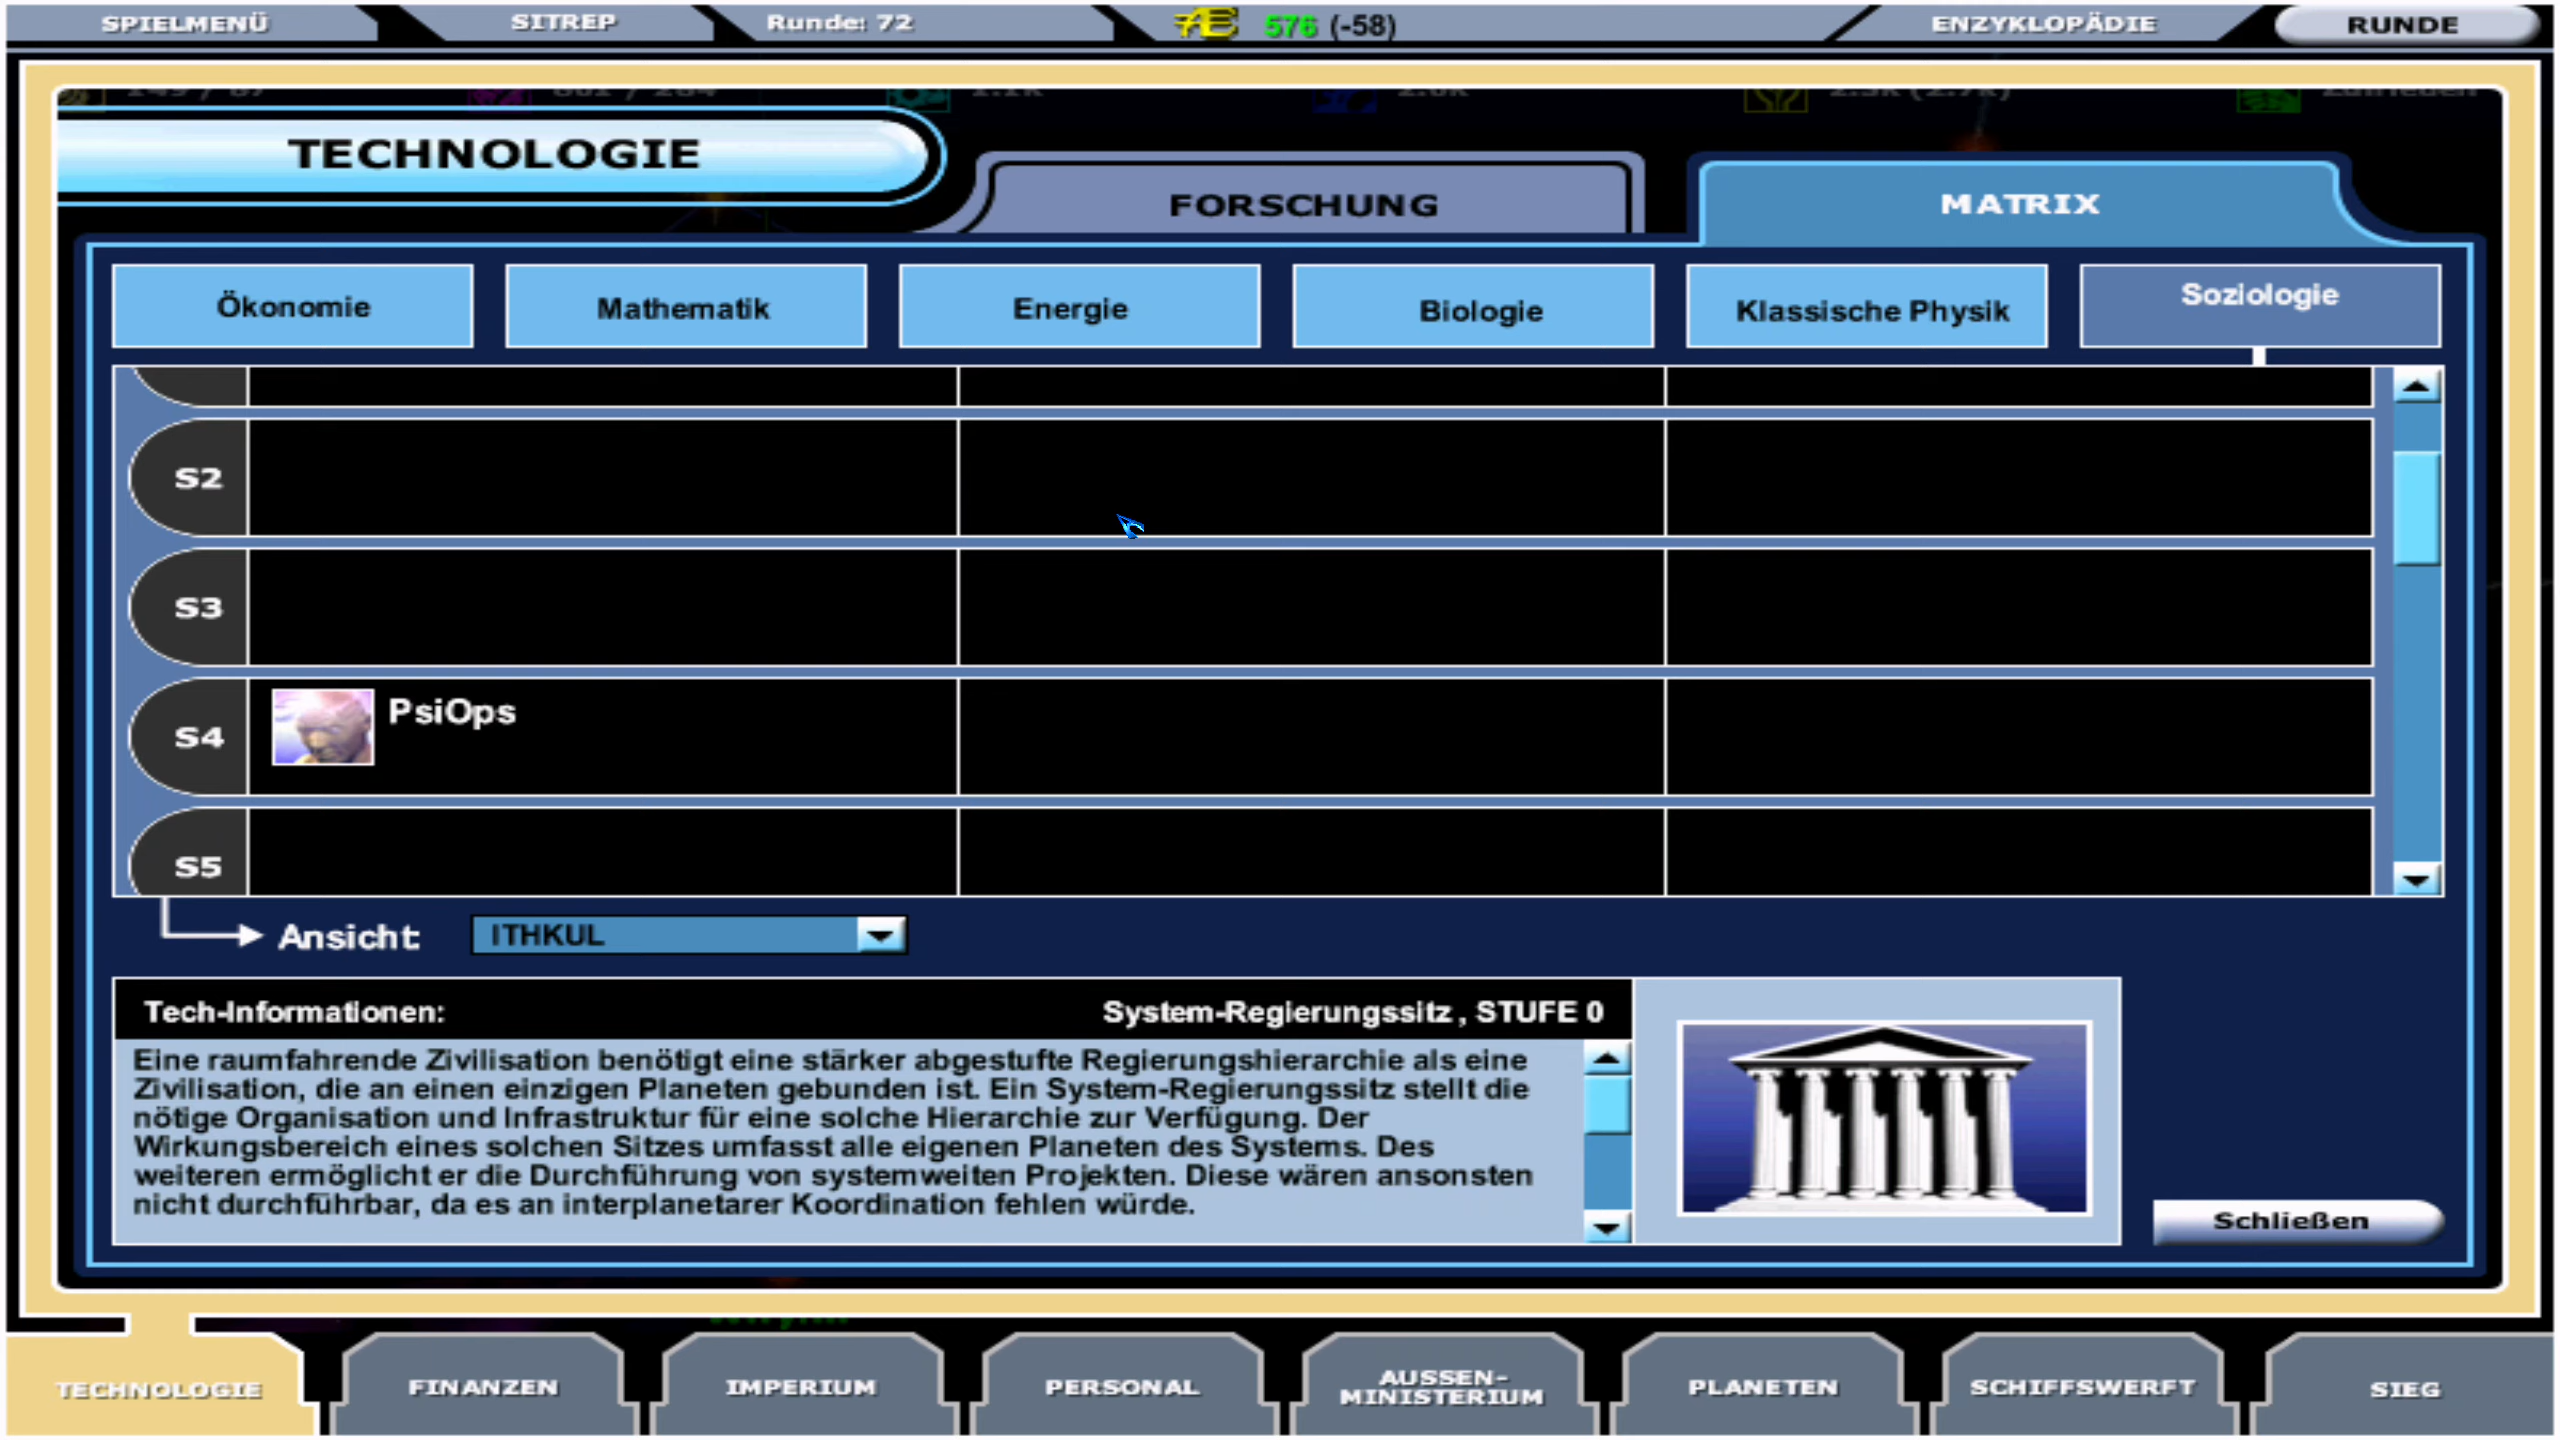 SPIELMENÜ SITREP Runde: 72 576 (-58) ENZYKLOPÄDIE RUNDE
TECHNOLOGIE
FORSCHUNG MATRIX
Ökonomie Mathematik Energie Biologie Klassische Physik Soziologie
S2
S3
S4 PsiOps
S5
Ansicht: ITHKUL
Tech-Informationen: System-Regierungssitz , STUFE 0
Eine raumfahrende Zivilisation benötigt eine stärker abgestufte Regierungshierarchie als eine
Zivilisation, die an einen einzigen Planeten gebunden ist. Ein System-Regierungssitz stellt die
nötige Organisation und Infrastruktur für eine solche Hierarchie zur Verfügung. Der
Wirkungsbereich eines solchen Sitzes umfasst alle eigenen Planeten des Systems. Des
weiteren ermöglicht er die Durchführung von systemweiten Projekten. Diese wären ansonsten
nicht durchführbar, da es an interplanetarer Koordination fehlen würde.
Schließen
TECHNOLOGIE FINANZEN IMPERIUM PERSONAL AUSSEN-
MINISTERIUM PLANETEN SCHIFFSWERFT SIEG